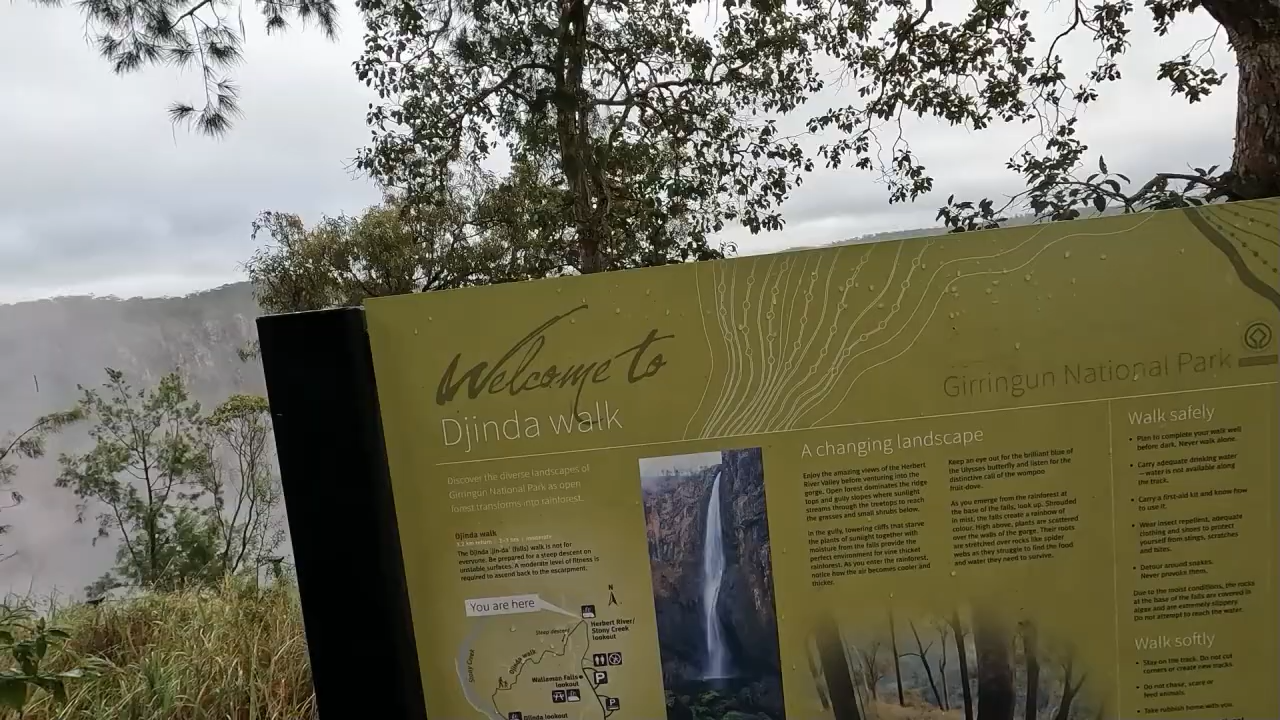 Welcome to
Djinda walk
Girringun National Park
Discover the diverse landscapes of
Girringun National Park as open
forest transforms into rainforest.
Djinda walk
The Djinda 'jin-da' (falls) walk is not for
everyone. Be prepared for a steep descent on
unstable surfaces. A moderate level of fitness is
required to ascend back to the escarpment.
You are here
N
Herbert River/
Stony Creek
lookout
Steep descent
Djinda walk
Stony Creek
Wallaman Falls
lookout
P
P
Djinda lookout
A changing landscape
Enjoy the amazing views of the Herbert
River Valley before venturing into the
gorge. Open forest dominates the ridge
tops and gully slopes where sunlight
streams through the treetops to reach
the grasses and small shrubs below.
In the gully, towering cliffs that starve
the plants of sunlight together with
moisture from the falls provide the
perfect environment for vine thicket
rainforest. As you enter the rainforest,
notice how the air becomes cooler and
thicker.
Keep an eye out for the brilliant blue of
the Ulysses butterfly and listen for the
distinctive call of the wompoo
fruit-dove.
As you emerge from the rainforest at
the base of the falls, look up. Shrouded
in mist, the falls create a rainbow of
colour. High above, plants are scattered
over the walls of the gorge. Their roots
are stretched over rocks like spider
webs as they struggle to find the food
and water they need to survive.
Walk safely
• Plan to complete your walk well
before dark. Never walk alone.
• Carry adequate drinking water
—water is not available along
the track.
• Carry a first-aid kit and know how
to use it.
• Wear insect repellent, adequate
clothing and shoes to protect
yourself from stings, scratches
and bites.
• Detour around snakes.
Never provoke them.
Due to the moist conditions, the rocks
at the base of the falls are covered in
algae and are extremely slippery.
Do not attempt to reach the water.
Walk softly
• Stay on the track. Do not cut
corners or create new tracks.
• Do not chase, scare or
feed animals.
• Take rubbish home with you.